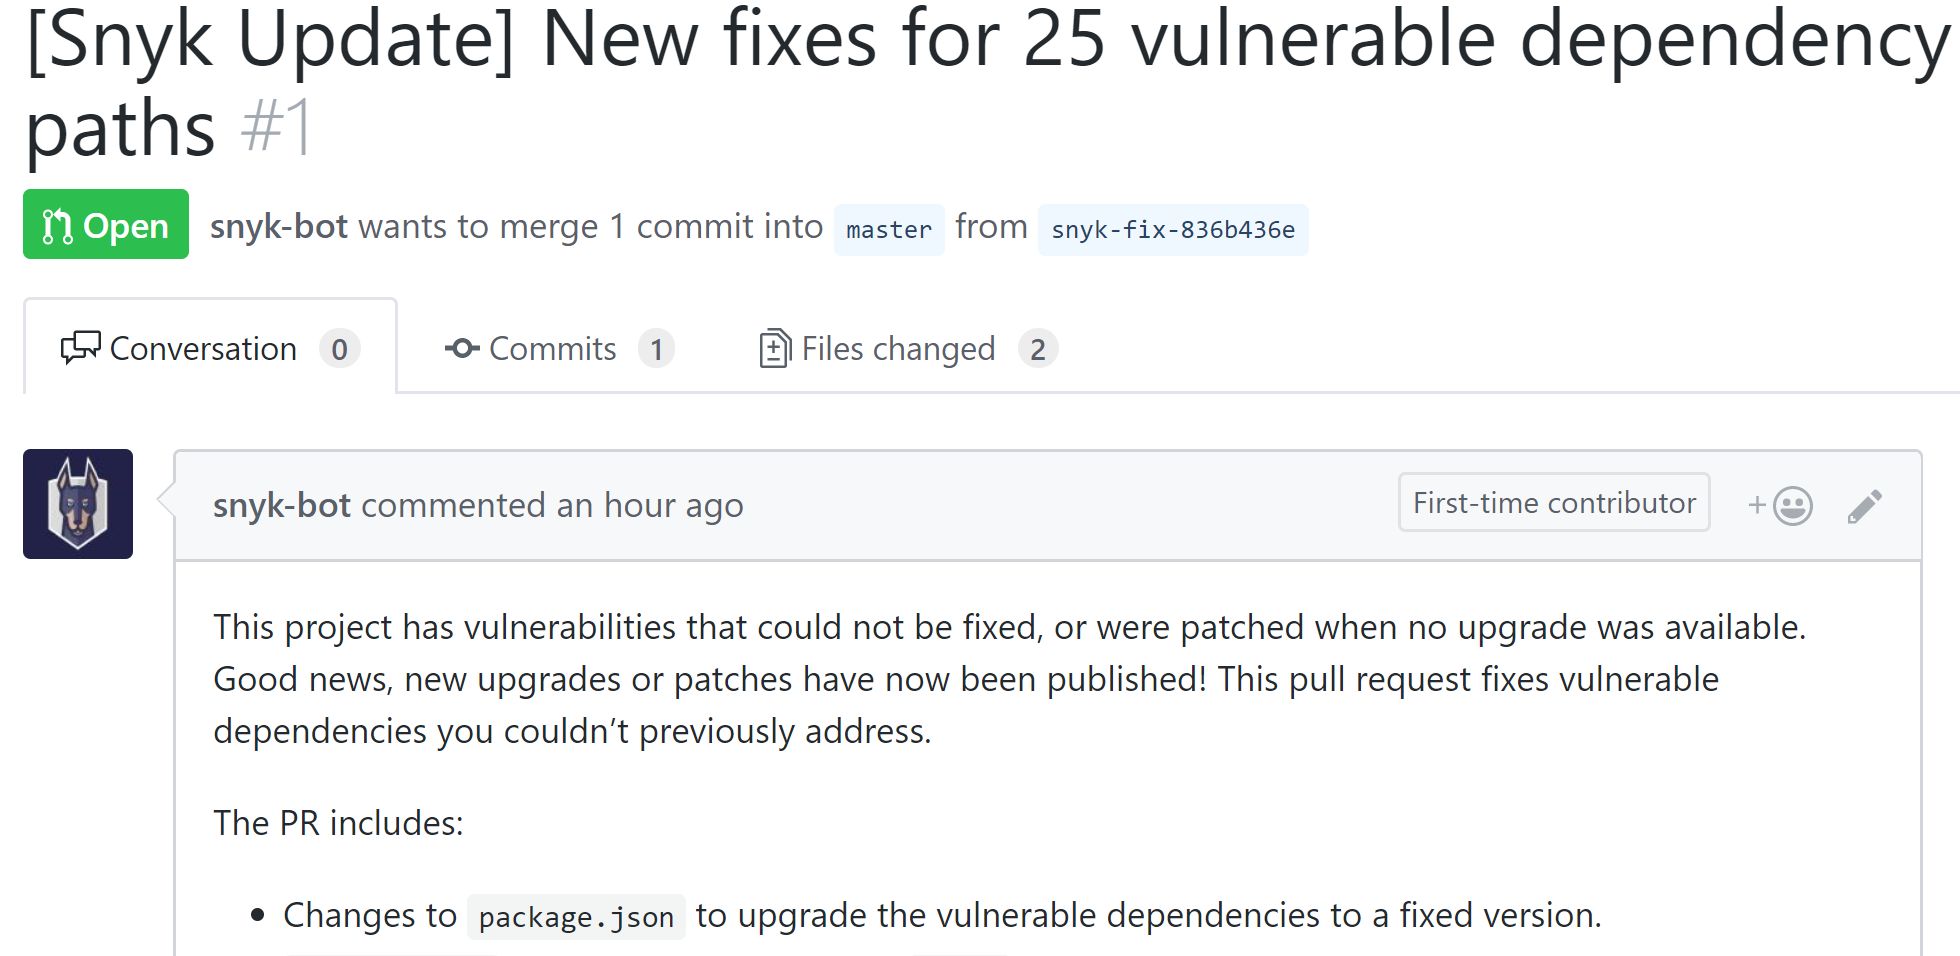 [Snyk Update] New fixes for 25 vulnerable dependency
paths #1
Open snyk-bot wants to merge 1 commit into master from snyk-fix-836b436e
Conversation 0 Commits 1 Files changed 2
snyk-bot commented an hour ago First-time contributor +
This project has vulnerabilities that could not be fixed, or were patched when no upgrade was available.
Good news, new upgrades or patches have now been published! This pull request fixes vulnerable
dependencies you couldn’t previously address.
The PR includes:
• Changes to package.json to upgrade the vulnerable dependencies to a fixed version.